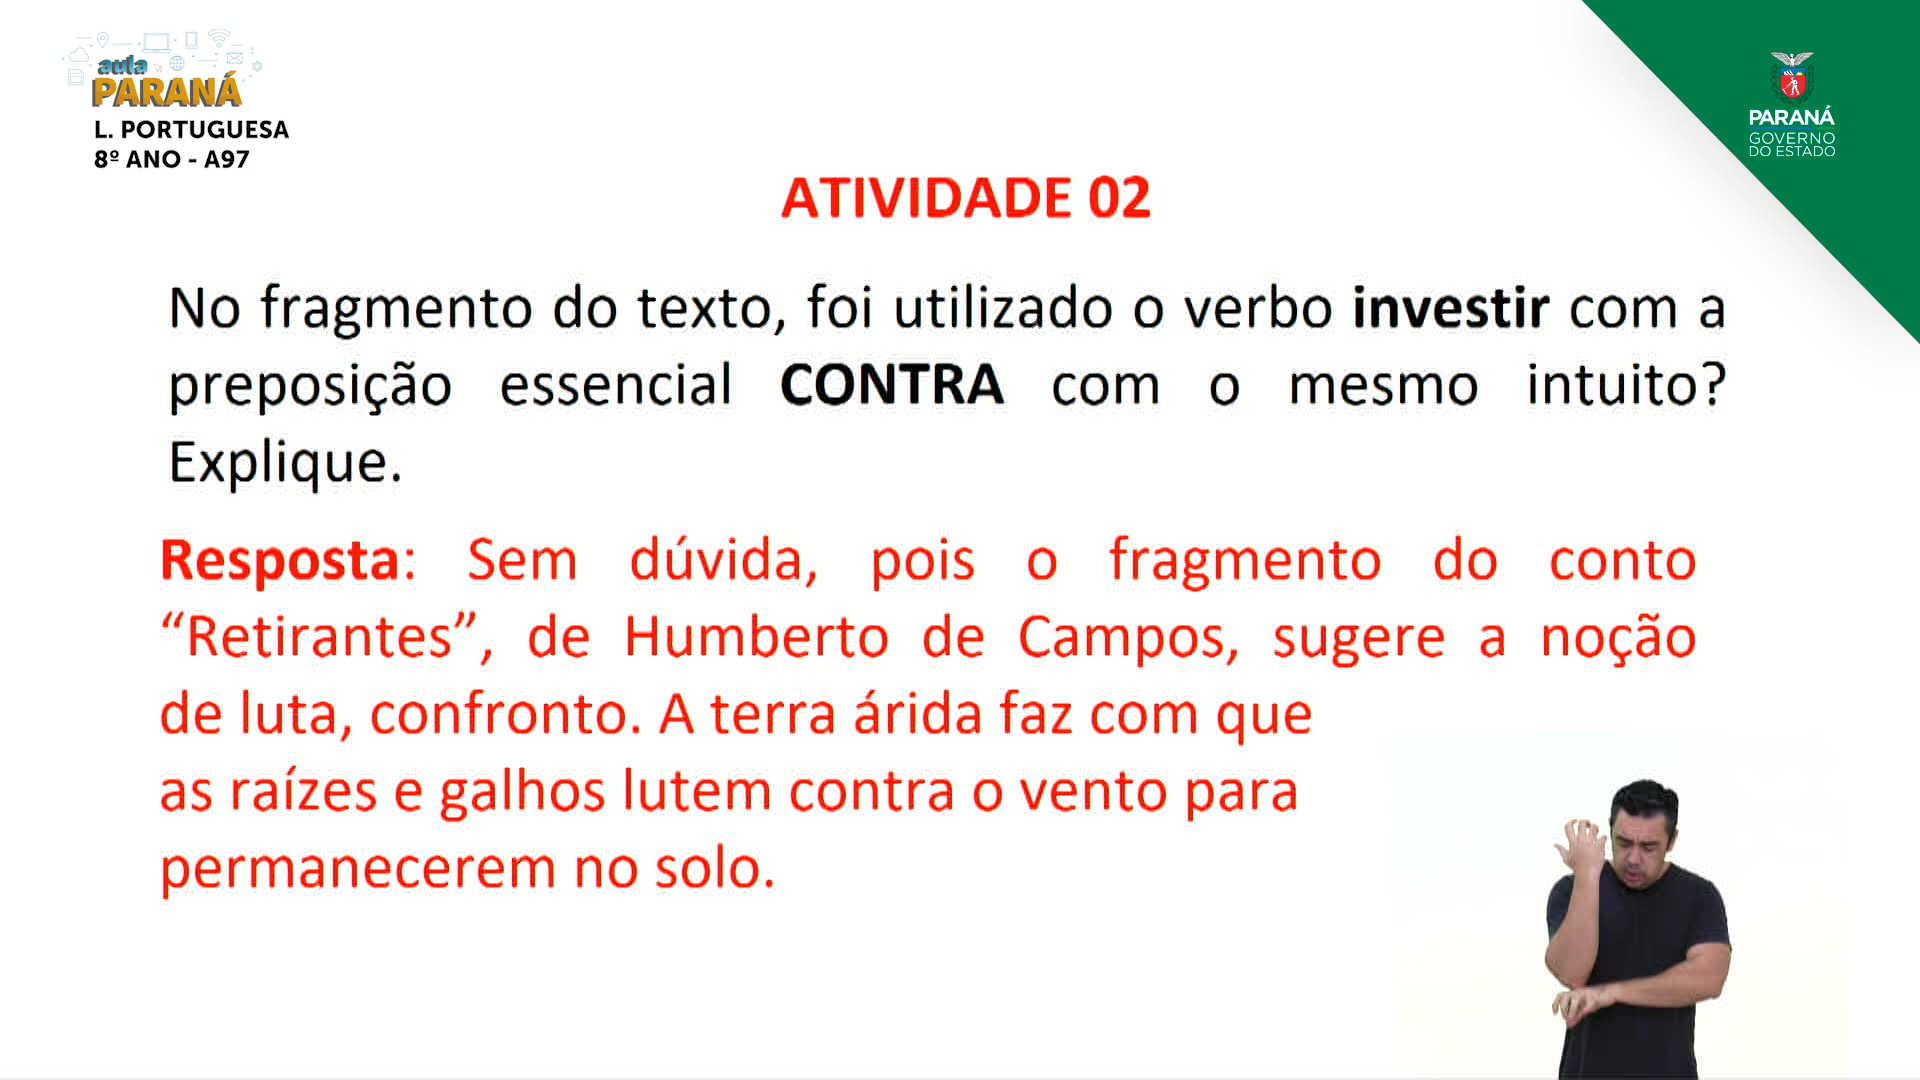 aula
PARANÁ
L. PORTUGUESA
8º ANO - A97
PARANÁ
GOVERNO
DO ESTADO
ATIVIDADE 02
No fragmento do texto, foi utilizado o verbo investir com a
preposição essencial CONTRA com o mesmo intuito?
Explique.
Resposta: Sem dúvida, pois o fragmento do conto
“Retirantes”, de Humberto de Campos, sugere a noção
de luta, confronto. A terra árida faz com que
as raízes e galhos lutem contra o vento para
permanecerem no solo.